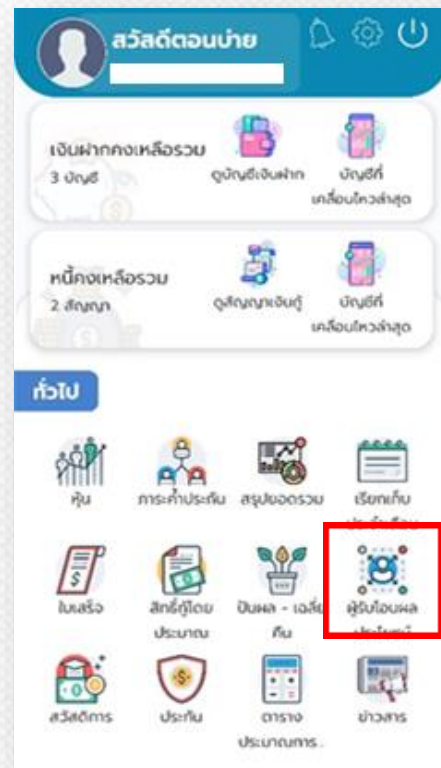 สวัสดีตอนบ่าย
เงินฝากคงเหลือรวม
3 บัญชี
ดูบัญชีเงินฝาก
บัญชีที่
เคลื่อนไหวล่าสุด
หนี้คงเหลือรวม
2 สัญญา
ดูสัญญาเงินกู้
บัญชีที่
เคลื่อนไหวล่าสุด
ทั่วไป
หุ้น
ภาระค้ำประกัน
สรุปยอดรวม
เรียกเก็บ
ใบเสร็จ
สิทธิ์กู้โดย
ประมาณ
ปันผล - เฉลี่ย
คืน
ผู้รับโอนผล
สวัสดิการ
ประกัน
ตาราง
ประมาณการ..
ข่าวสาร